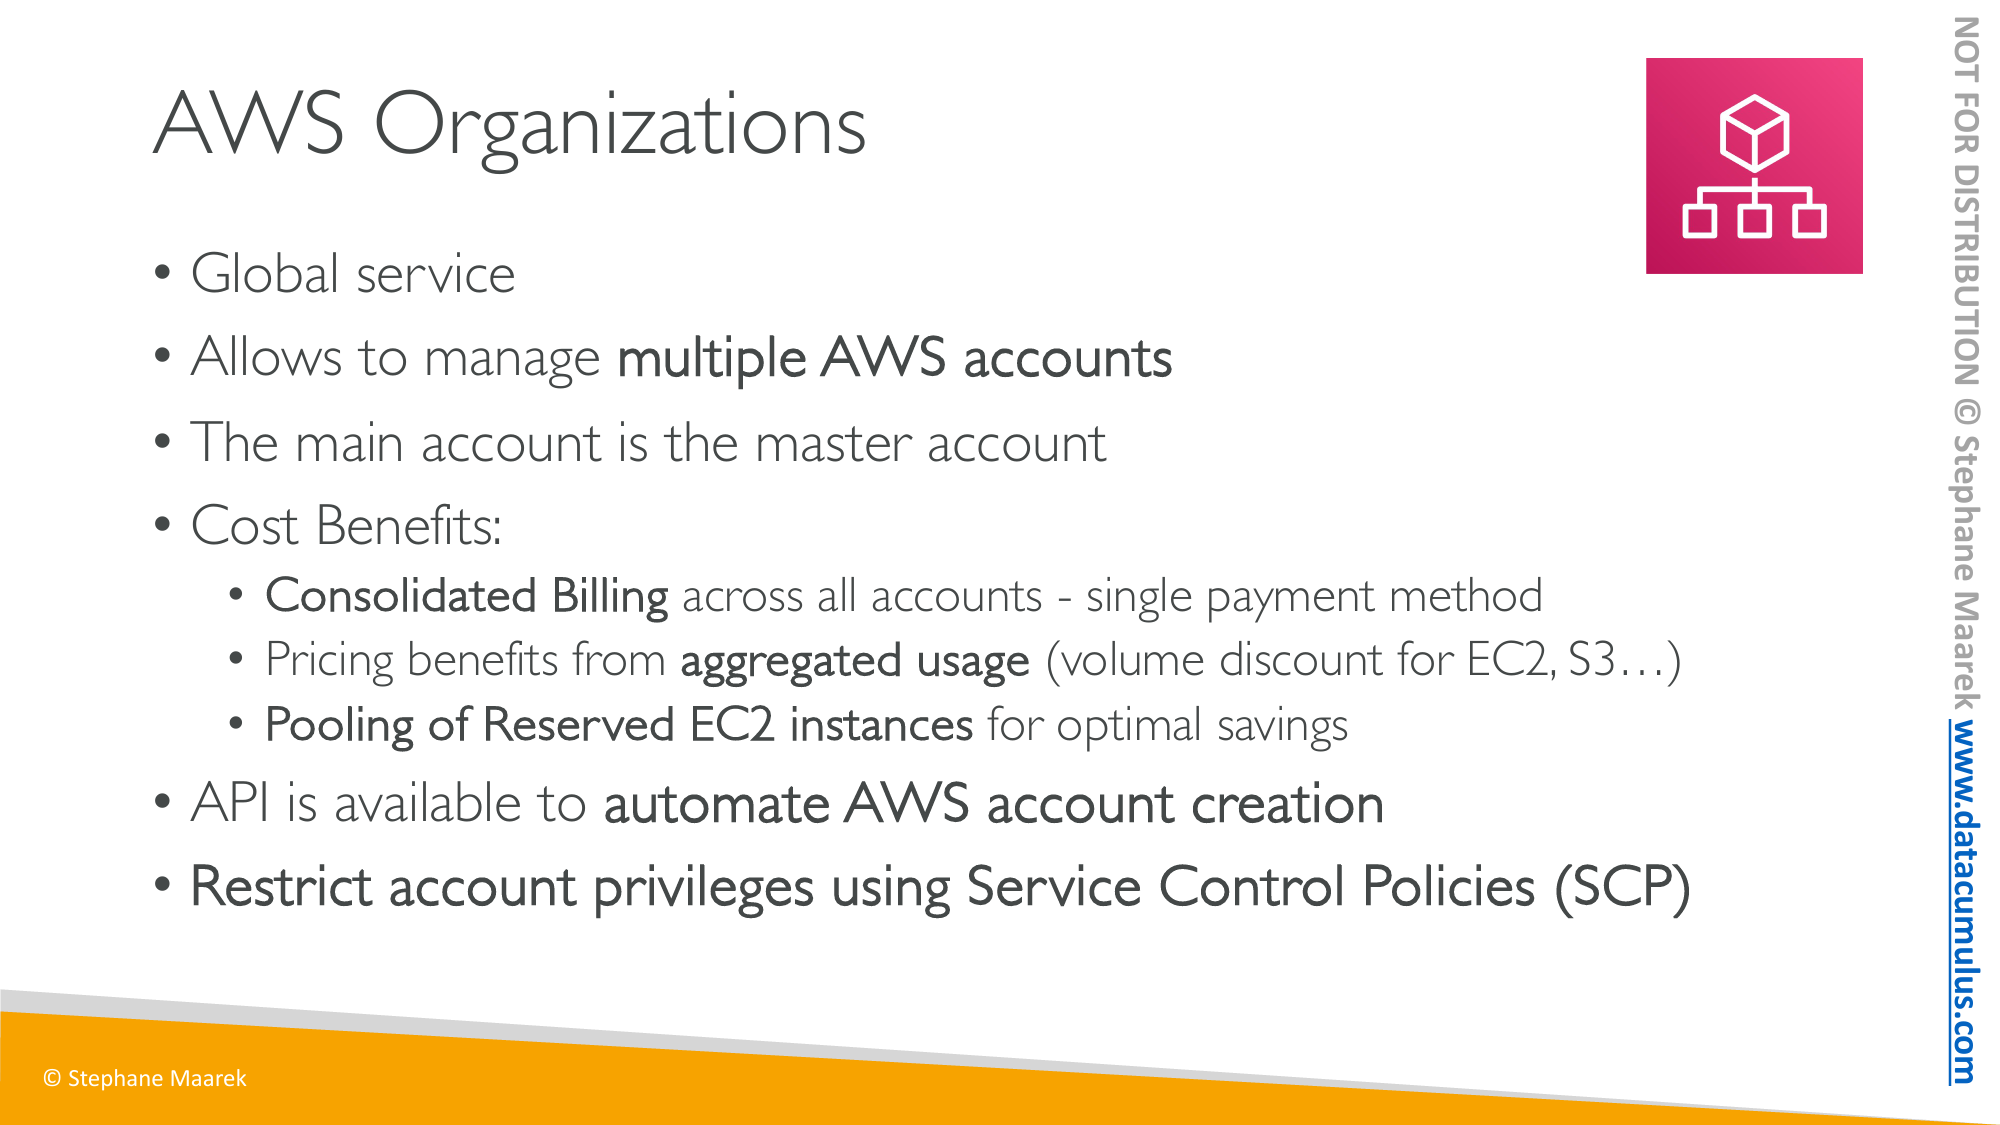 AWS Organizations
• Global service
• Allows to manage multiple AWS accounts
• The main account is the master account
• Cost Benefits:
• Consolidated Billing across all accounts - single payment method
• Pricing benefits from aggregated usage (volume discount for EC2, S3…)
• Pooling of Reserved EC2 instances for optimal savings
• API is available to automate AWS account creation
• Restrict account privileges using Service Control Policies (SCP)
© Stephane Maarek
NOT FOR DISTRIBUTION © Stephane Maarek www.datacumulus.com